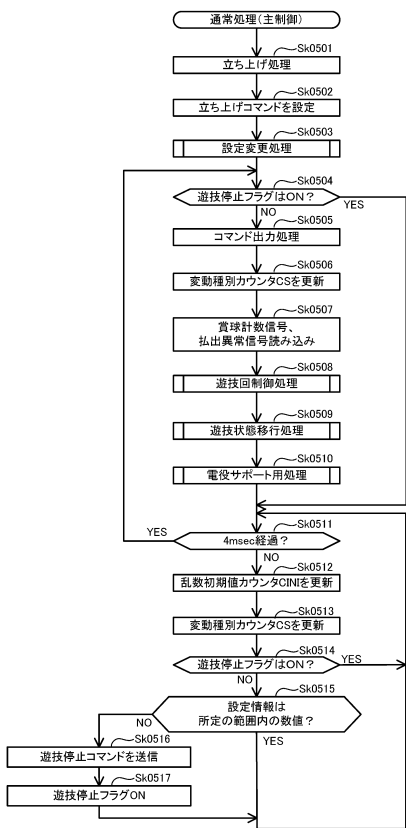 通常処理(主制御)
Sk0501
立ち上げ処理
Sk0502
立ち上げコマンドを設定
Sk0503
設定変更処理
Sk0504
遊技停止フラグはON？
YES
NO
Sk0505
コマンド出力処理
Sk0506
変動種別カウンタCSを更新
Sk0507
賞球計数信号、
払出異常信号読み込み
Sk0508
遊技回制御処理
Sk0509
遊技状態移行処理
Sk0510
電役サポート用処理
Sk0511
YES
4msec経過？
NO
Sk0512
乱数初期値カウンタCINIを更新
Sk0513
変動種別カウンタCSを更新
Sk0514
遊技停止フラグはON？
YES
NO
Sk0515
設定情報は
所定の範囲内の数値？
NO
YES
Sk0516
遊技停止コマンドを送信
Sk0517
遊技停止フラグON